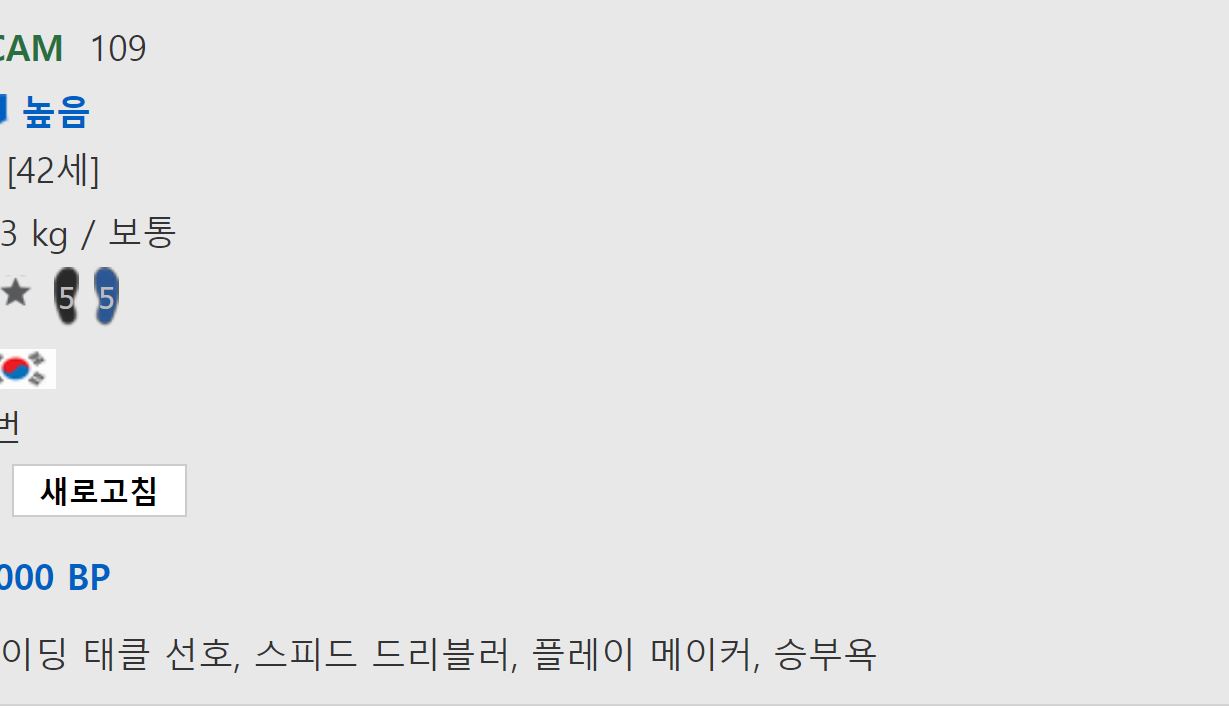 CAM 109
높음
[42세]
3 kg / 보통
★ 5 5
번
새로고침
000 BP
이딩 태클 선호, 스피드 드리블러, 플레이 메이커, 승부욕